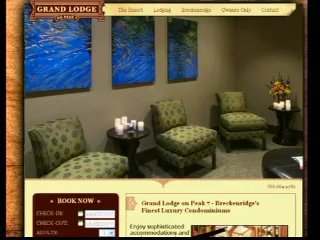 GRAND LODGE
on Peak 7
The Resort Lodging Breckenridge Owners Only Contact
BOOK NOW
CHECK-IN:
CHECK-OUT:
ADULTS:
Grand Lodge on Peak 7 - Breckenridge's
Finest Luxury Condominiums
Enjoy sophisticated
accommodations and